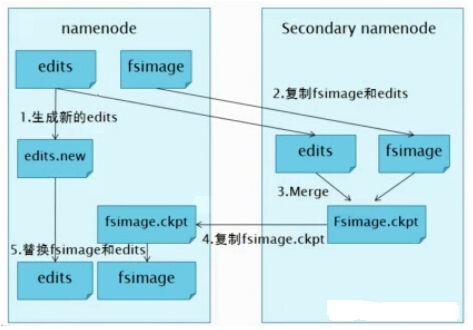 namenode
Secondary namenode
edits
fsimage
2.复制fsimage和edits
1.生成新的edits
edits.new
edits
fsimage
3.Merge
fsimage.ckpt
4.复制fsimage.ckpt
Fsimage.ckpt
5.替换fsimage和edits
edits
fsimage